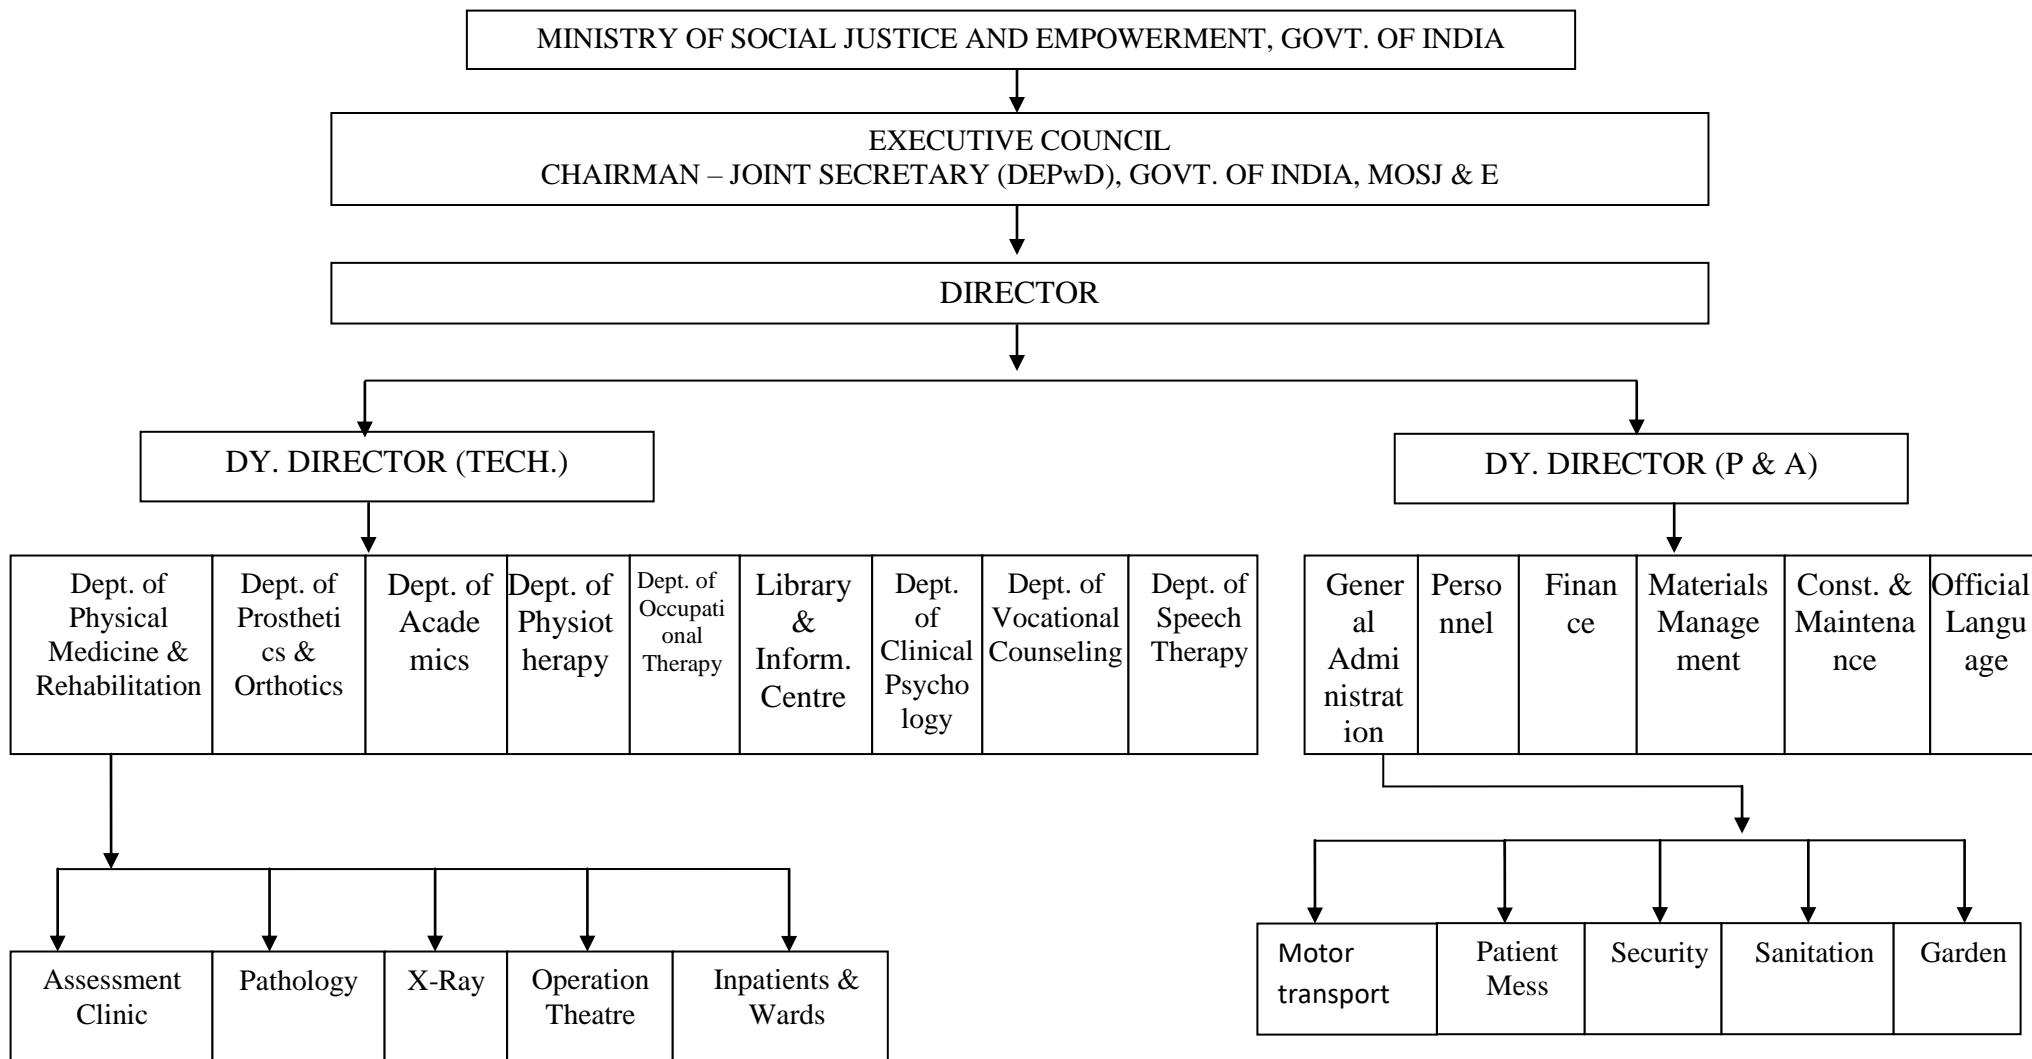 MINISTRY OF SOCIAL JUSTICE AND EMPOWERMENT, GOVT. OF INDIA
EXECUTIVE COUNCIL
CHAIRMAN – JOINT SECRETARY (DEPwD), GOVT. OF INDIA, MOSJ & E
DIRECTOR
DY. DIRECTOR (TECH.)
DY. DIRECTOR (P & A)
Dept. of
Physical
Medicine &
Rehabilitation
Dept. of
Prostheti
cs &
Orthotics
Dept. of
Acade
mics
Dept. of
Physiot
herapy
Dept. of
Occupati
onal
Therapy
Library
&
Inform.
Centre
Dept.
of
Clinical
Psycho
logy
Dept. of
Vocational
Counseling
Dept. of
Speech
Therapy
Gener
al
Admi
nistrat
ion
Perso
nnel
Finan
ce
Materials
Manage
ment
Const. &
Maintena
nce
Official
Langu
age
Assessment
Clinic
Pathology
X-Ray
Operation
Theatre
Inpatients &
Wards
Motor
transport
Patient
Mess
Security
Sanitation
Garden